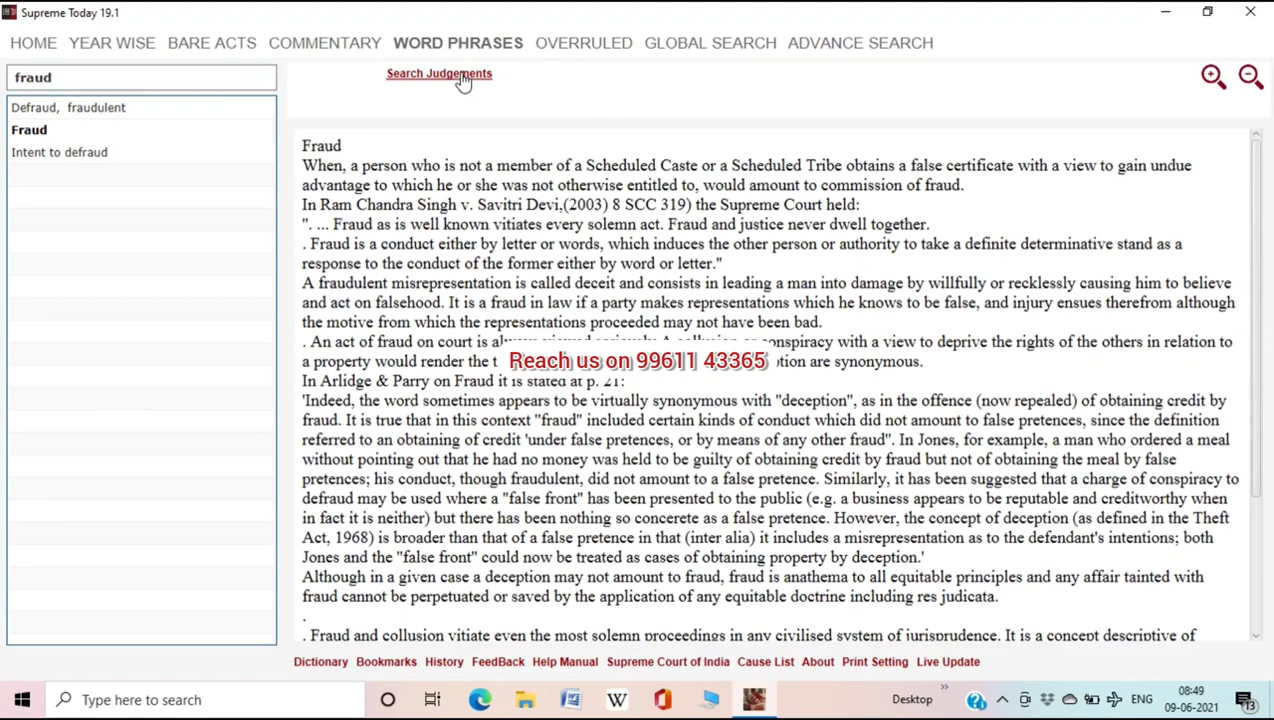 Supreme Today 19.1
HOME YEAR WISE BARE ACTS COMMENTARY WORD PHRASES OVERRULED GLOBAL SEARCH ADVANCE SEARCH
fraud
Search Judgements
Defraud, fraudulent
Fraud
Intent to defraud
Fraud
When, a person who is not a member of a Scheduled Caste or a Scheduled Tribe obtains a false certificate with a view to gain undue
advantage to which he or she was not otherwise entitled to, would amount to commission of fraud.
In Ram Chandra Singh v. Savitri Devi,(2003) 8 SCC 319) the Supreme Court held:
". ... Fraud as is well known vitiates every solemn act. Fraud and justice never dwell together.
. Fraud is a conduct either by letter or words, which induces the other person or authority to take a definite determinative stand as a
response to the conduct of the former either by word or letter."
A fraudulent misrepresentation is called deceit and consists in leading a man into damage by willfully or recklessly causing him to believe
and act on falsehood. It is a fraud in law if a party makes representations which he knows to be false, and injury ensues therefrom although
the motive from which the representations proceeded may not have been bad.
. An act of fraud on court is conspiracy with a view to deprive the rights of the others in relation to
a property would render the are synonymous.
Reach us on 99611 43365
In Arlidge & Parry on Fraud it is stated at p. 21:
'Indeed, the word sometimes appears to be virtually synonymous with "deception", as in the offence (now repealed) of obtaining credit by
fraud. It is true that in this context "fraud" included certain kinds of conduct which did not amount to false pretences, since the definition
referred to an obtaining of credit 'under false pretences, or by means of any other fraud". In Jones, for example, a man who ordered a meal
without pointing out that he had no money was held to be guilty of obtaining credit by fraud but not of obtaining the meal by false
pretences; his conduct, though fraudulent, did not amount to a false pretence. Similarly, it has been suggested that a charge of conspiracy to
defraud may be used where a "false front" has been presented to the public (e.g. a business appears to be reputable and creditworthy when
in fact it is neither) but there has been nothing so concerete as a false pretence. However, the concept of deception (as defined in the Theft
Act, 1968) is broader than that of a false pretence in that (inter alia) it includes a misrepresentation as to the defendant's intentions; both
Jones and the "false front" could now be treated as cases of obtaining property by deception.'
Although in a given case a deception may not amount to fraud, fraud is anathema to all equitable principles and any affair tainted with
fraud cannot be perpetuated or saved by the application of any equitable doctrine including res judicata.
.
. Fraud and collusion vitiate even the most solemn proceedings in any civilised system of jurisprudence. It is a concept descriptive of
Dictionary Bookmarks History FeedBack Help Manual Supreme Court of India Cause List About Print Setting Live Update
Type here to search
Desktop
ENG
08:49
09-06-2021
13